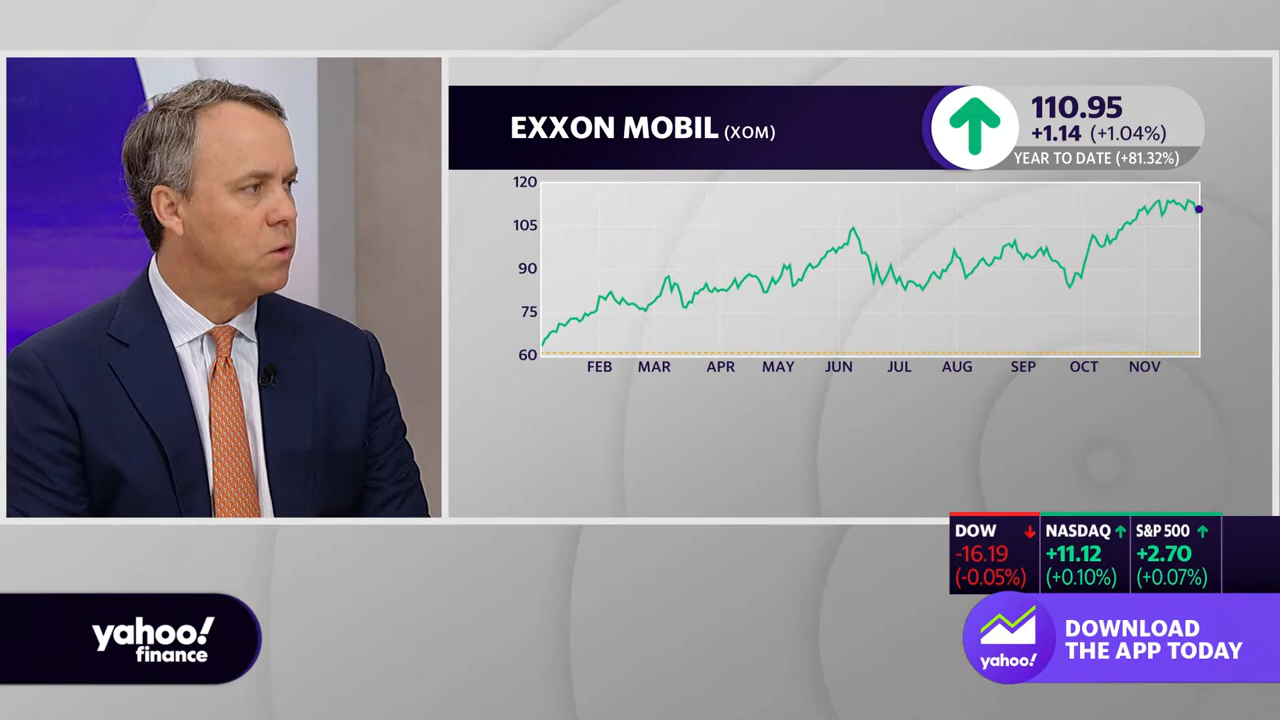 EXXON MOBIL (XOM)
110.95
+1.14 (+1.04%)
YEAR TO DATE (+81.32%)
120
105
90
75
60
FEB MAR APR MAY JUN JUL AUG SEP OCT NOV
DOW
-16.19
(-0.05%)
NASDAQ
+11.12
(+0.10%)
S&P 500
+2.70
(+0.07%)
yahoo!
finance
yahoo!
DOWNLOAD
THE APP TODAY